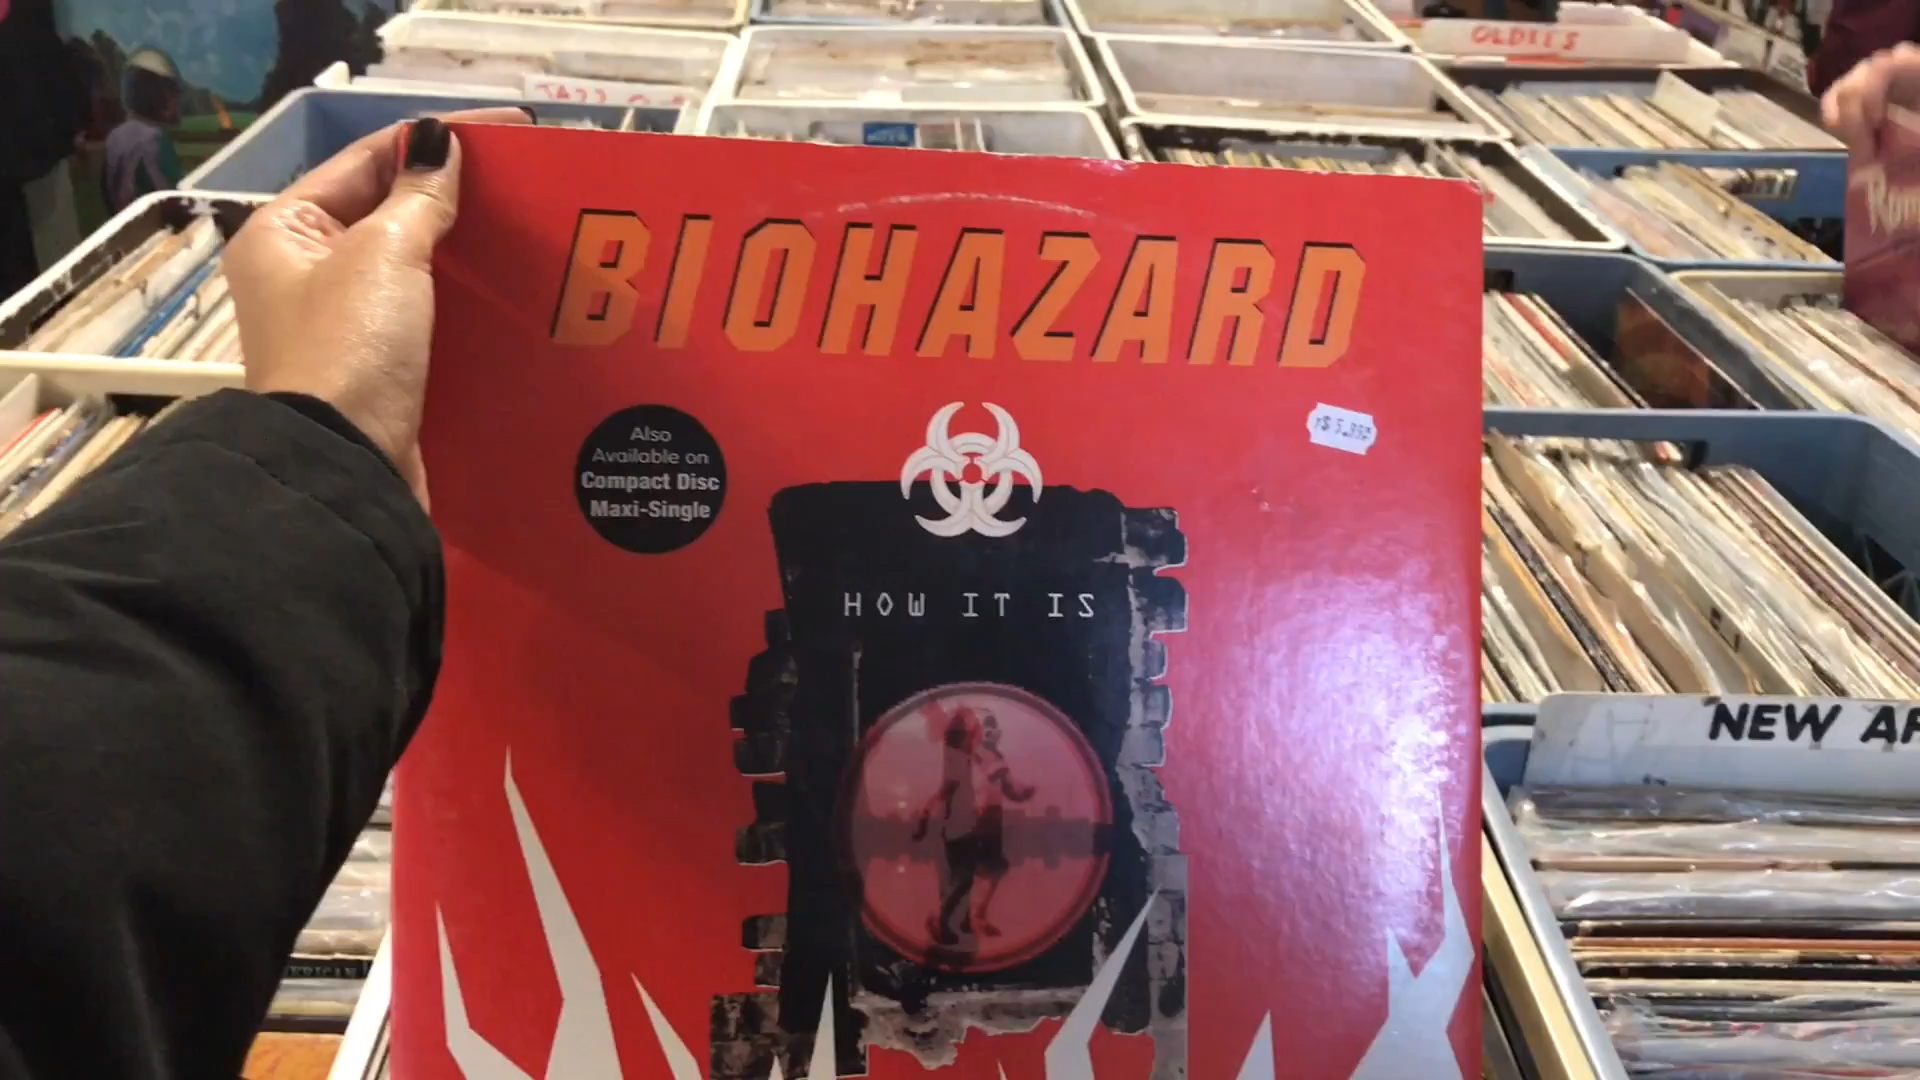 OLDIES
BIOHAZARD
Also
Available on
Compact Disc
Maxi-Single
HOW IT IS
NEW